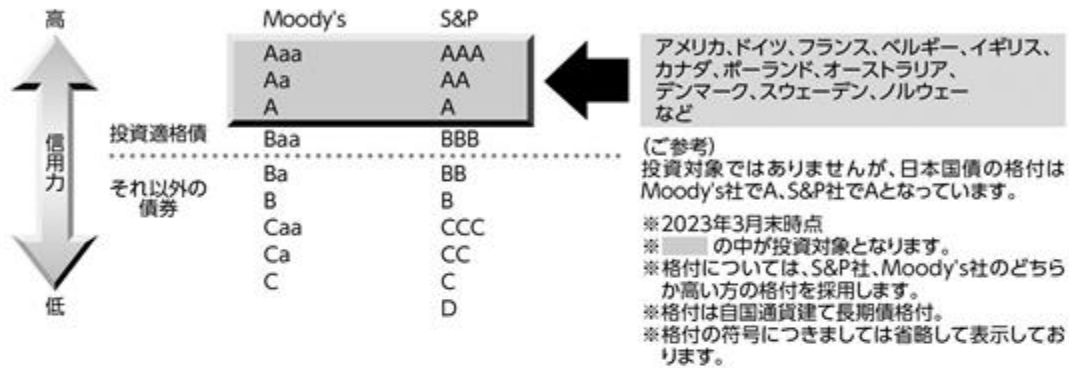 高
信用力
低
Moody's S&P
Aaa AAA
Aa AA
A A
投資適格債 Baa BBB
それ以外の
債券
Ba BB
B B
Caa CCC
Ca CC
C C
D
アメリカ、ドイツ、フランス、ベルギー、イギリス、
カナダ、ポーランド、オーストラリア、
デンマーク、スウェーデン、ノルウェー
など
(ご参考)
投資対象ではありませんが、日本国債の格付は
Moody's社でA、S&P社でAとなっています。
※2023年3月末時点
※ の中が投資対象となります。
※格付については、S&P社、Moody's社のどちら
か高い方の格付を採用します。
※格付は自国通貨建て長期債格付。
※格付の符号につきましては省略して表示してお
ります。